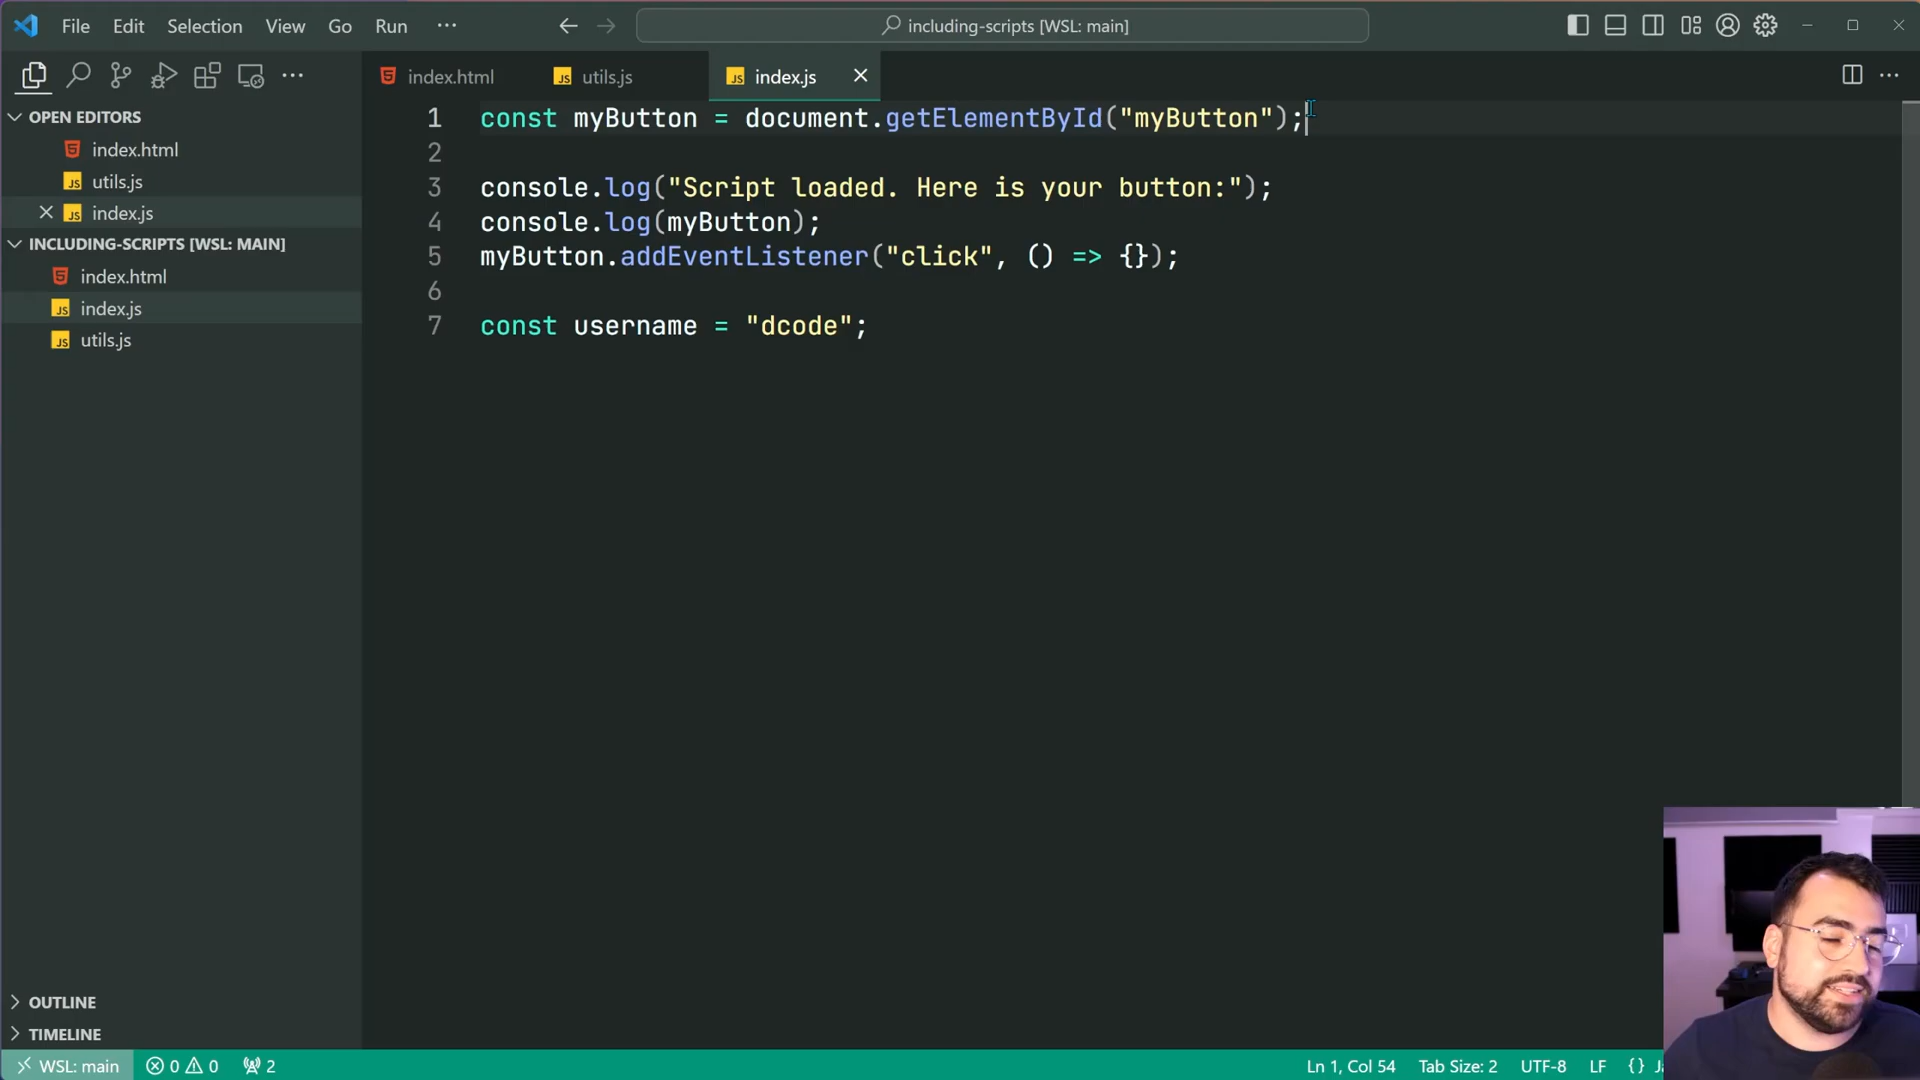 File Edit Selection View Go Run ··· including-scripts [WSL: main]
index.html utils.js index.js
OPEN EDITORS
index.html
utils.js
index.js
INCLUDING-SCRIPTS [WSL: MAIN]
index.html
index.js
utils.js
OUTLINE
TIMELINE
1 const myButton = document.getElementById("myButton");
2
3 console.log("Script loaded. Here is your button:");
4 console.log(myButton);
5 myButton.addEventListener("click", () => {});
6
7 const username = "dcode";
WSL: main 0 0 2 Ln 1, Col 54 Tab Size: 2 UTF-8 LF {}